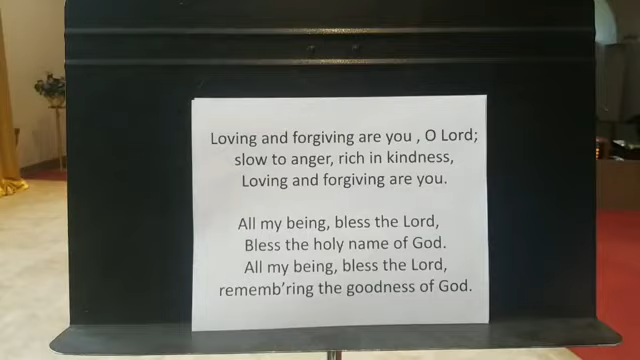 Loving and forgiving are you , O Lord;
slow to anger, rich in kindness,
Loving and forgiving are you.
All my being, bless the Lord,
Bless the holy name of God.
All my being, bless the Lord,
rememb’ring the goodness of God.